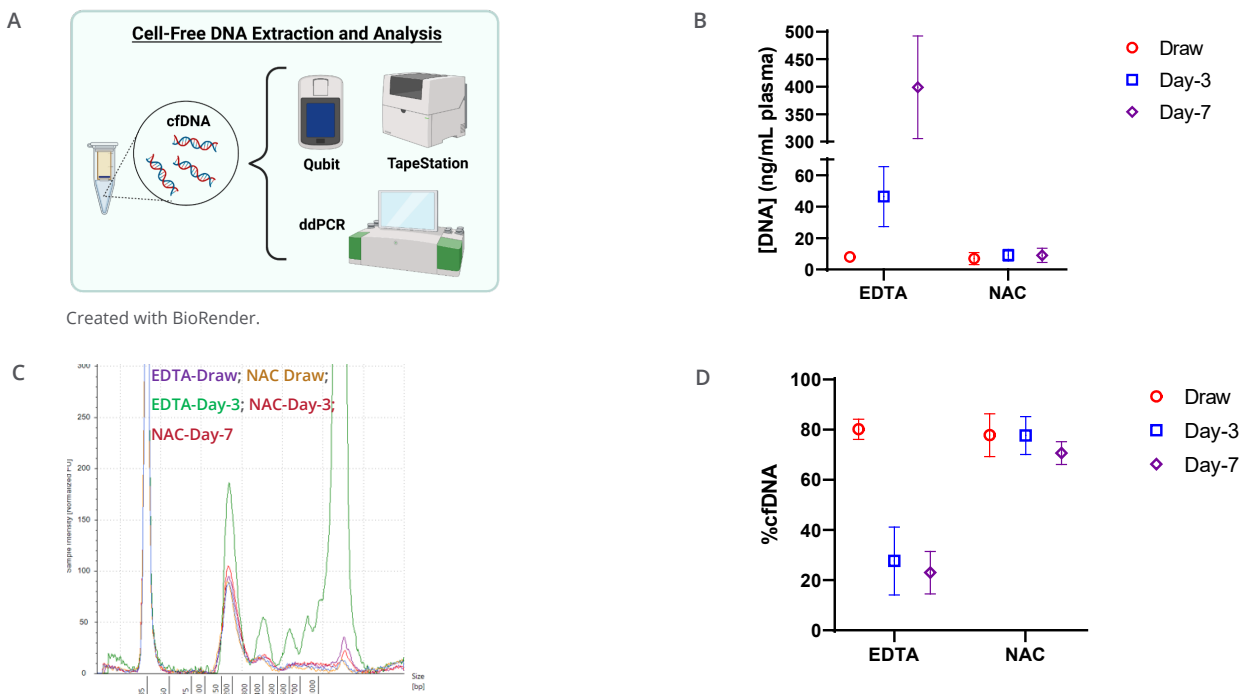 A
Cell-Free DNA Extraction and Analysis
cfDNA
Qubit
TapeStation
ddPCR
Created with BioRender.
B
[DNA] (ng/mL plasma)
500
450
400
350
300
60
40
20
0
EDTA
NAC
Draw
Day-3
Day-7
C
EDTA-Draw; NAC Draw;
EDTA-Day-3; NAC-Day-3;
NAC-Day-7
300
250
200
150
100
50
0
Size
[bp]
D
%cfDNA
100
80
60
40
20
0
EDTA
NAC
Draw
Day-3
Day-7